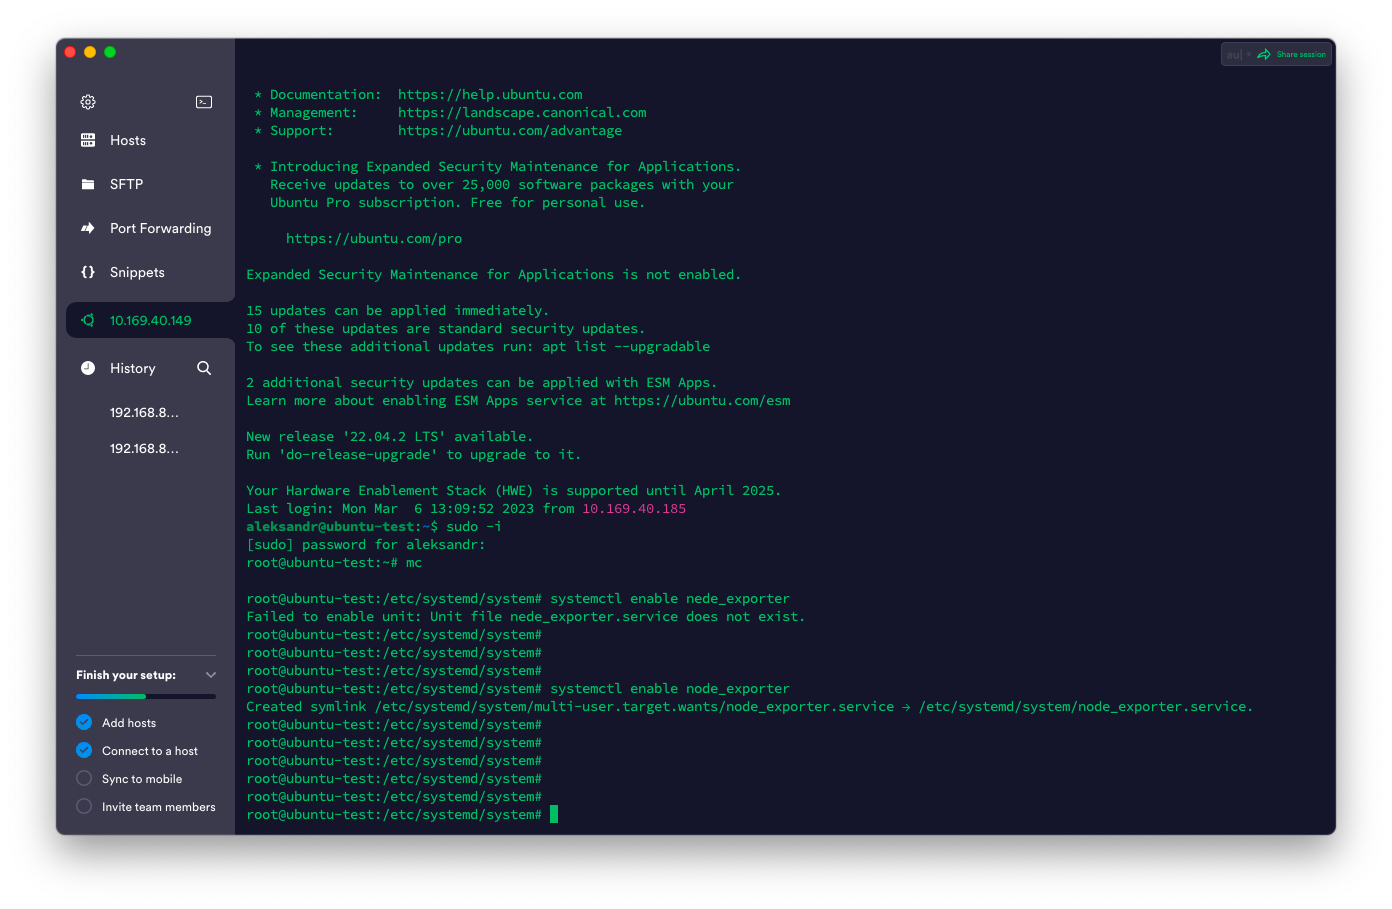 Share session
Hosts
SFTP
Port Forwarding
Snippets
10.169.40.149
History
192.168.8...
192.168.8...
Finish your setup:
Add hosts
Connect to a host
Sync to mobile
Invite team members
* Documentation:  https://help.ubuntu.com
* Management:     https://landscape.canonical.com
* Support:        https://ubuntu.com/advantage
* Introducing Expanded Security Maintenance for Applications.
Receive updates to over 25,000 software packages with your
Ubuntu Pro subscription. Free for personal use.
https://ubuntu.com/pro
Expanded Security Maintenance for Applications is not enabled.
15 updates can be applied immediately.
10 of these updates are standard security updates.
To see these additional updates run: apt list --upgradable
2 additional security updates can be applied with ESM Apps.
Learn more about enabling ESM Apps service at https://ubuntu.com/esm
New release '22.04.2 LTS' available.
Run 'do-release-upgrade' to upgrade to it.
Your Hardware Enablement Stack (HWE) is supported until April 2025.
Last login: Mon Mar  6 13:09:52 2023 from 10.169.40.185
aleksandr@ubuntu-test:~$ sudo -i
[sudo] password for aleksandr:
root@ubuntu-test:~# mc
root@ubuntu-test:/etc/systemd/system# systemctl enable nede_exporter
Failed to enable unit: Unit file nede_exporter.service does not exist.
root@ubuntu-test:/etc/systemd/system#
root@ubuntu-test:/etc/systemd/system#
root@ubuntu-test:/etc/systemd/system#
root@ubuntu-test:/etc/systemd/system# systemctl enable node_exporter
Created symlink /etc/systemd/system/multi-user.target.wants/node_exporter.service → /etc/systemd/system/node_exporter.service.
root@ubuntu-test:/etc/systemd/system#
root@ubuntu-test:/etc/systemd/system#
root@ubuntu-test:/etc/systemd/system#
root@ubuntu-test:/etc/systemd/system#
root@ubuntu-test:/etc/systemd/system#
root@ubuntu-test:/etc/systemd/system#